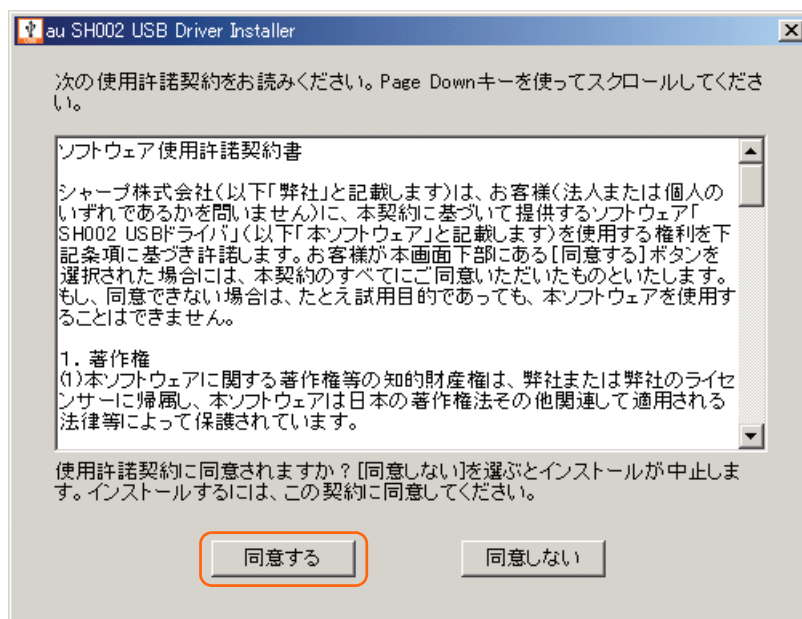 au SH002 USB Driver Installer
次の使用許諾契約をお読みください。Page Downキーを使ってスクロールしてくださ
い。
ソフトウェア使用許諾契約書
シャープ株式会社(以下「弊社」と記載します)は、お客様(法人または個人の
いずれであるかを問いません)に、本契約に基づいて提供するソフトウェア「
SH002 USBドライバ」(以下「本ソフトウェア」と記載します)を使用する権利を下
記条項に基づき許諾します。お客様が本画面下部にある[同意する]ボタンを
選択された場合には、本契約のすべてにご同意いただいたものといたします。
もし、同意できない場合は、たとえ試用目的であっても、本ソフトウェアを使用す
ることはできません。
1. 著作権
(1)本ソフトウェアに関する著作権等の知的財産権は、弊社または弊社のライセ
ンサーに帰属し、本ソフトウェアは日本の著作権法その他関連して適用される
法律等によって保護されています。
使用許諾契約に同意されますか?[同意しない]を選ぶとインストールが中止しま
す。インストールするには、この契約に同意してください。
同意する
同意しない